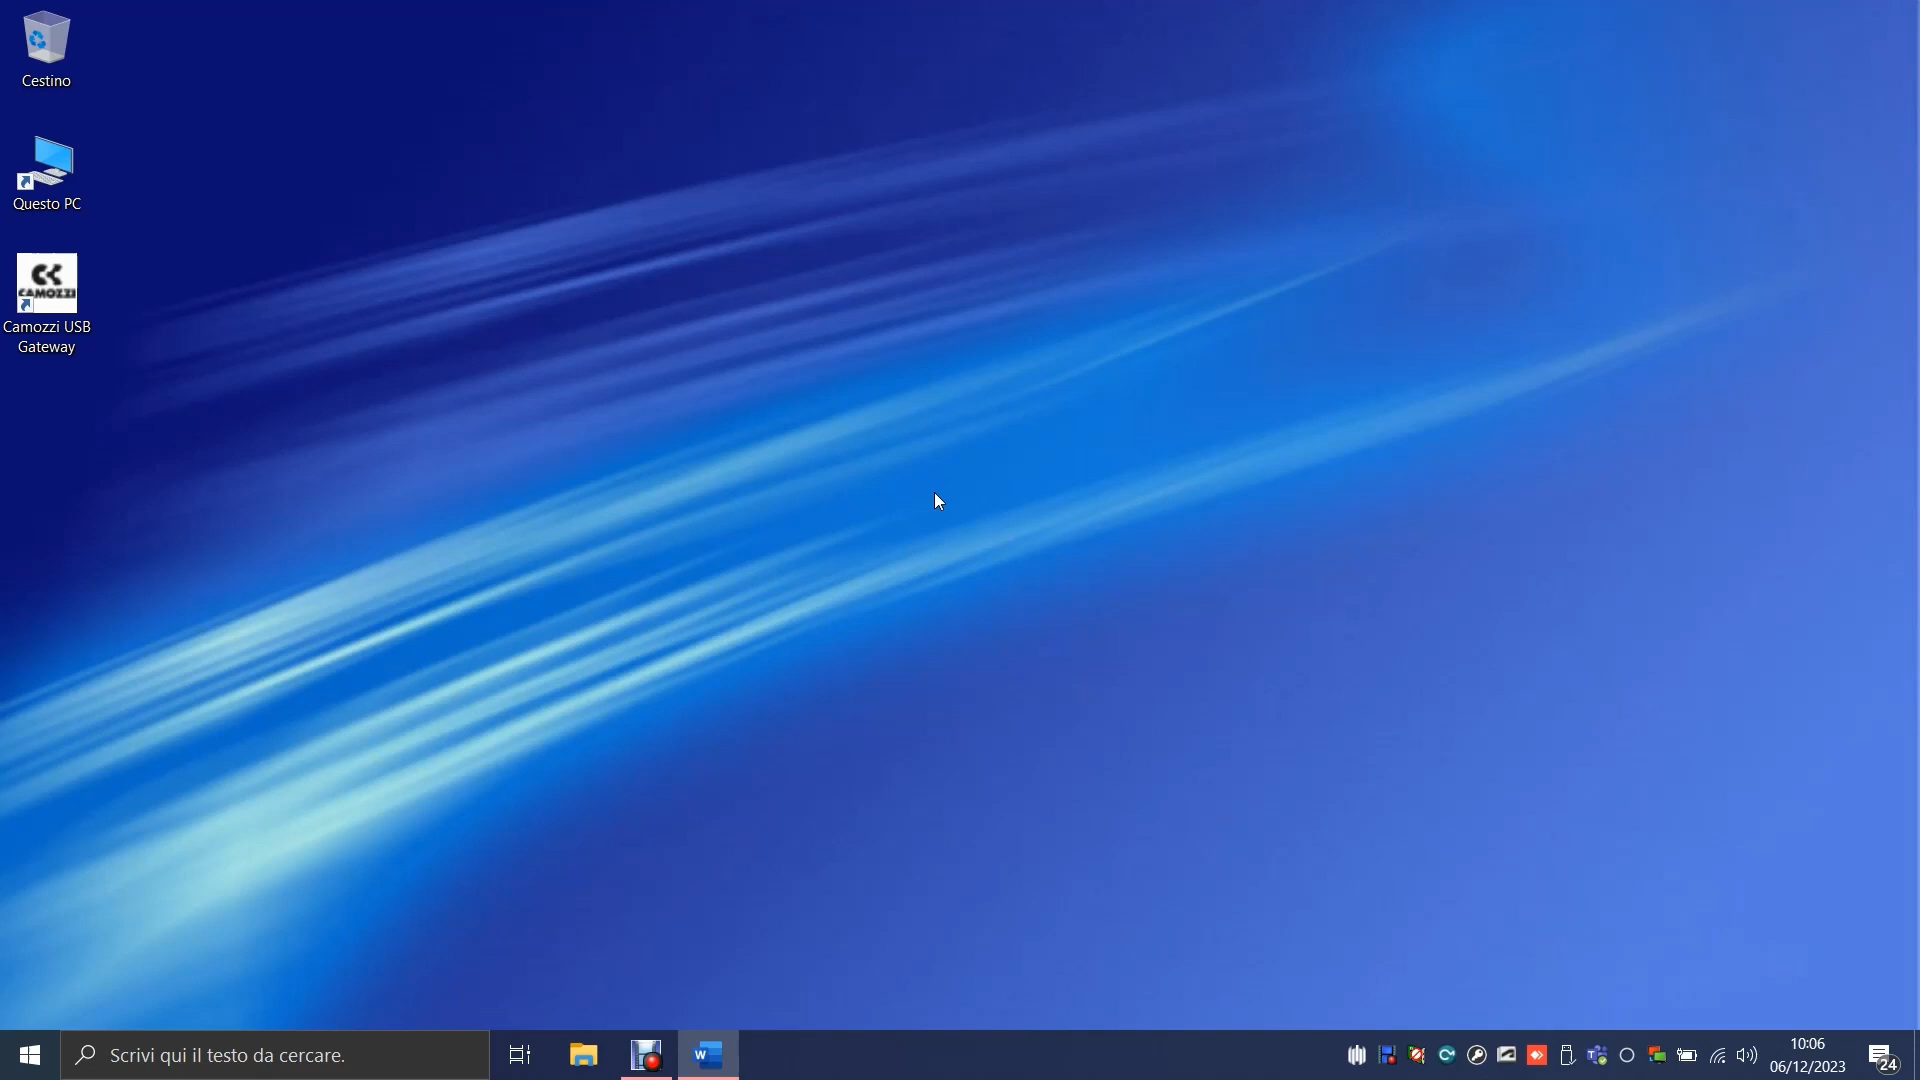 Cestino
Questo PC
CAMOZZI
Camozzi USB
Gateway
Scrivi qui il testo da cercare.
10:06
06/12/2023
24